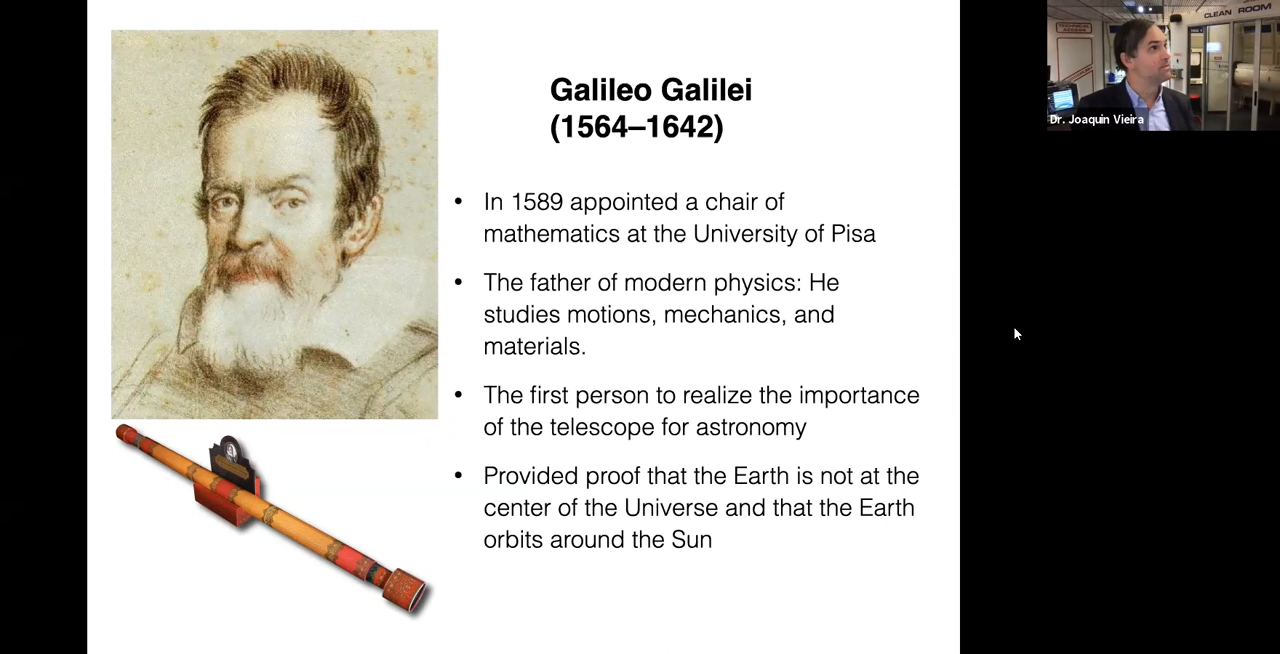 Galileo Galilei
(1564–1642)
• In 1589 appointed a chair of
mathematics at the University of Pisa
• The father of modern physics: He
studies motions, mechanics, and
materials.
• The first person to realize the importance
of the telescope for astronomy
• Provided proof that the Earth is not at the
center of the Universe and that the Earth
orbits around the Sun
TECHNICAL
ACCESS
CLEAN ROOM
Dr. Joaquin Vieira